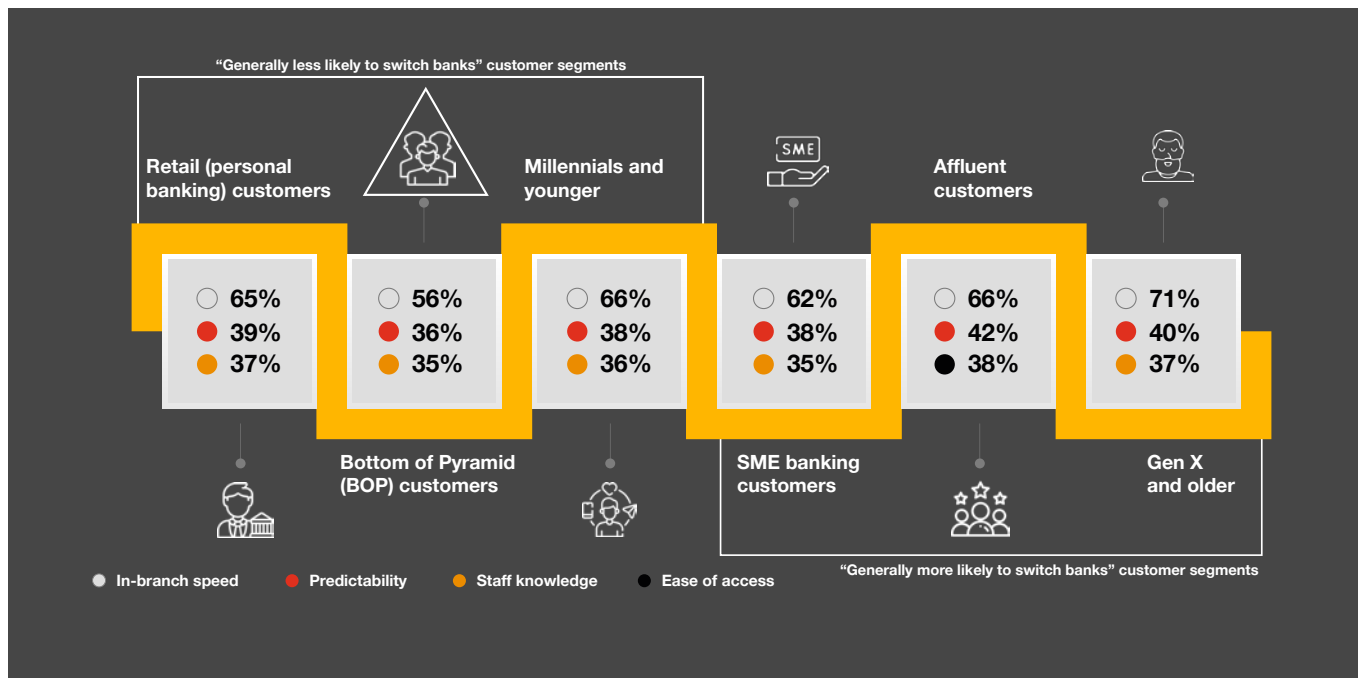 “Generally less likely to switch banks” customer segments
Retail (personal
banking) customers
Millennials and
younger
SME
Affluent
customers
65%
39%
37%
56%
36%
35%
66%
38%
36%
62%
38%
35%
66%
42%
38%
71%
40%
37%
Bottom of Pyramid
(BOP) customers
SME banking
customers
Gen X
and older
In-branch speed
Predictability
Staff knowledge
Ease of access
“Generally more likely to switch banks” customer segments